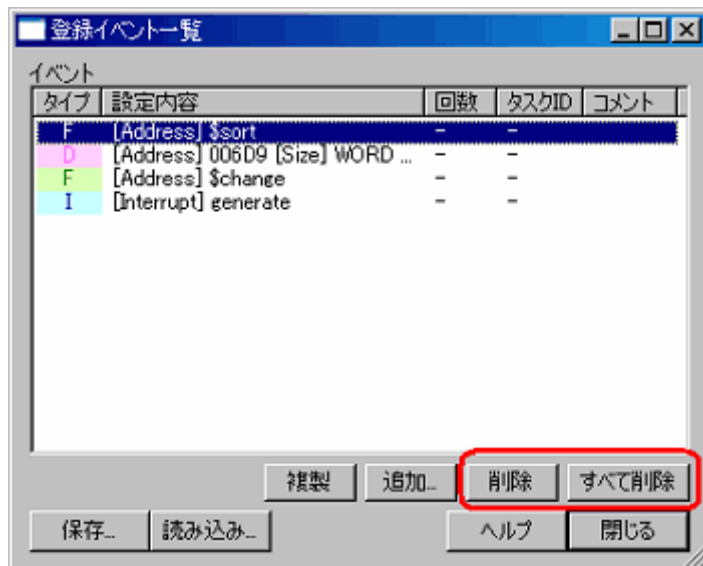 登録イベント一覧
イベント
タイプ 設定内容 回数 タスクID コメント
F [Address] $sort - -
D [Address] 006D9 [Size] WORD ... - -
F [Address] $change - -
I [Interrupt] generate - -
複製 追加... 削除 すべて削除
保存... 読み込み... ヘルプ 閉じる